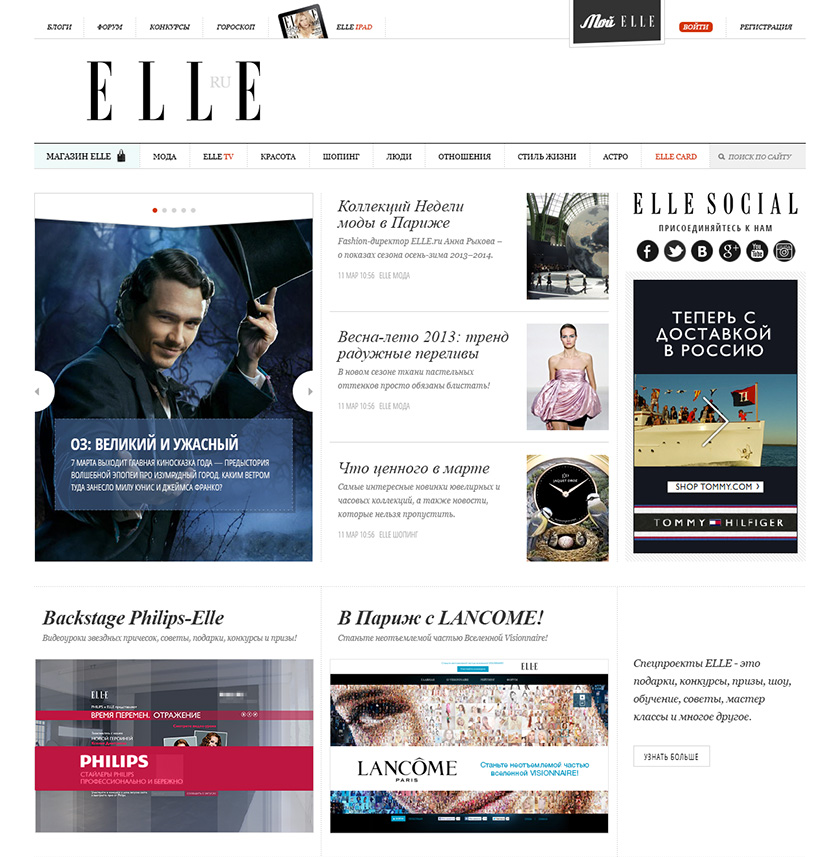 БЛОГИ ФОРУМ КОНКУРСЫ ГОРОСКОП ELLE IPAD Мой ELLE ВОЙТИ РЕГИСТРАЦИЯ
ELLE RU
МАГАЗИН ELLE МОДА ELLE TV КРАСОТА ШОПИНГ ЛЮДИ ОТНОШЕНИЯ СТИЛЬ ЖИЗНИ АСТРО ELLE CARD ПОИСК ПО САЙТУ
ОЗ: ВЕЛИКИЙ И УЖАСНЫЙ
7 МАРТА ВЫХОДИТ ГЛАВНАЯ КИНОСКАЗКА ГОДА — ПРЕДЫСТОРИЯ
ВОЛШЕБНОЙ ЭПОПЕИ ПРО ИЗУМРУДНЫЙ ГОРОД. КАКИМ ВЕТРОМ
ТУДА ЗАНЕСЛО МИЛУ КУНИС И ДЖЕЙМСА ФРАНКО?
Коллекций Недели
моды в Париже
Fashion-директор ELLE.ru Анна Рыхова –
о показах сезона осень-зима 2013–2014.
11 МАР 10:56 ELLE МОДА
Весна-лето 2013: тренд
радужные переливы
В новом сезоне ткани пастельных
оттенков просто обязаны блистать!
11 МАР 10:56 ELLE МОДА
Что ценного в марте
Самые интересные новинки ювелирных и
часовых коллекций, а также новости,
которые нельзя пропустить.
11 МАР 10:56 ELLE ШОПИНГ
JAQUET DROZ
ELLE SOCIAL
ПРИСОЕДИНЯЙТЕСЬ К НАМ
f B g+ You Tube
ТЕПЕРЬ С
ДОСТАВКОЙ
В РОССИЮ
SHOP TOMMY.COM
TOMMY HILFIGER
Backstage Philips-Elle
Видеоуроки звездных причесок, советы, подарки, конкурсы и призы!
ELLE
PHILIPS и ELLE представляют
ВРЕМЯ ПЕРЕМЕН. ОТРАЖЕНИЕ
PHILIPS
СТАЙЛЕРЫ PHILIPS
ПРОФЕССИОНАЛЬНО И БЕРЕЖНО
В Париж с LANCOME!
Станьте неотъемлемой частью Вселенной Visionnaire!
ELLE
LANCÔME
PARIS
Станьте неотъемлемой частью
вселенной VISIONNAIRE!
Спецпроекты ELLE - это
подарки, конкурсы, призы, шоу,
обучение, советы, мастер
классы и многое другое.
УЗНАТЬ БОЛЬШЕ